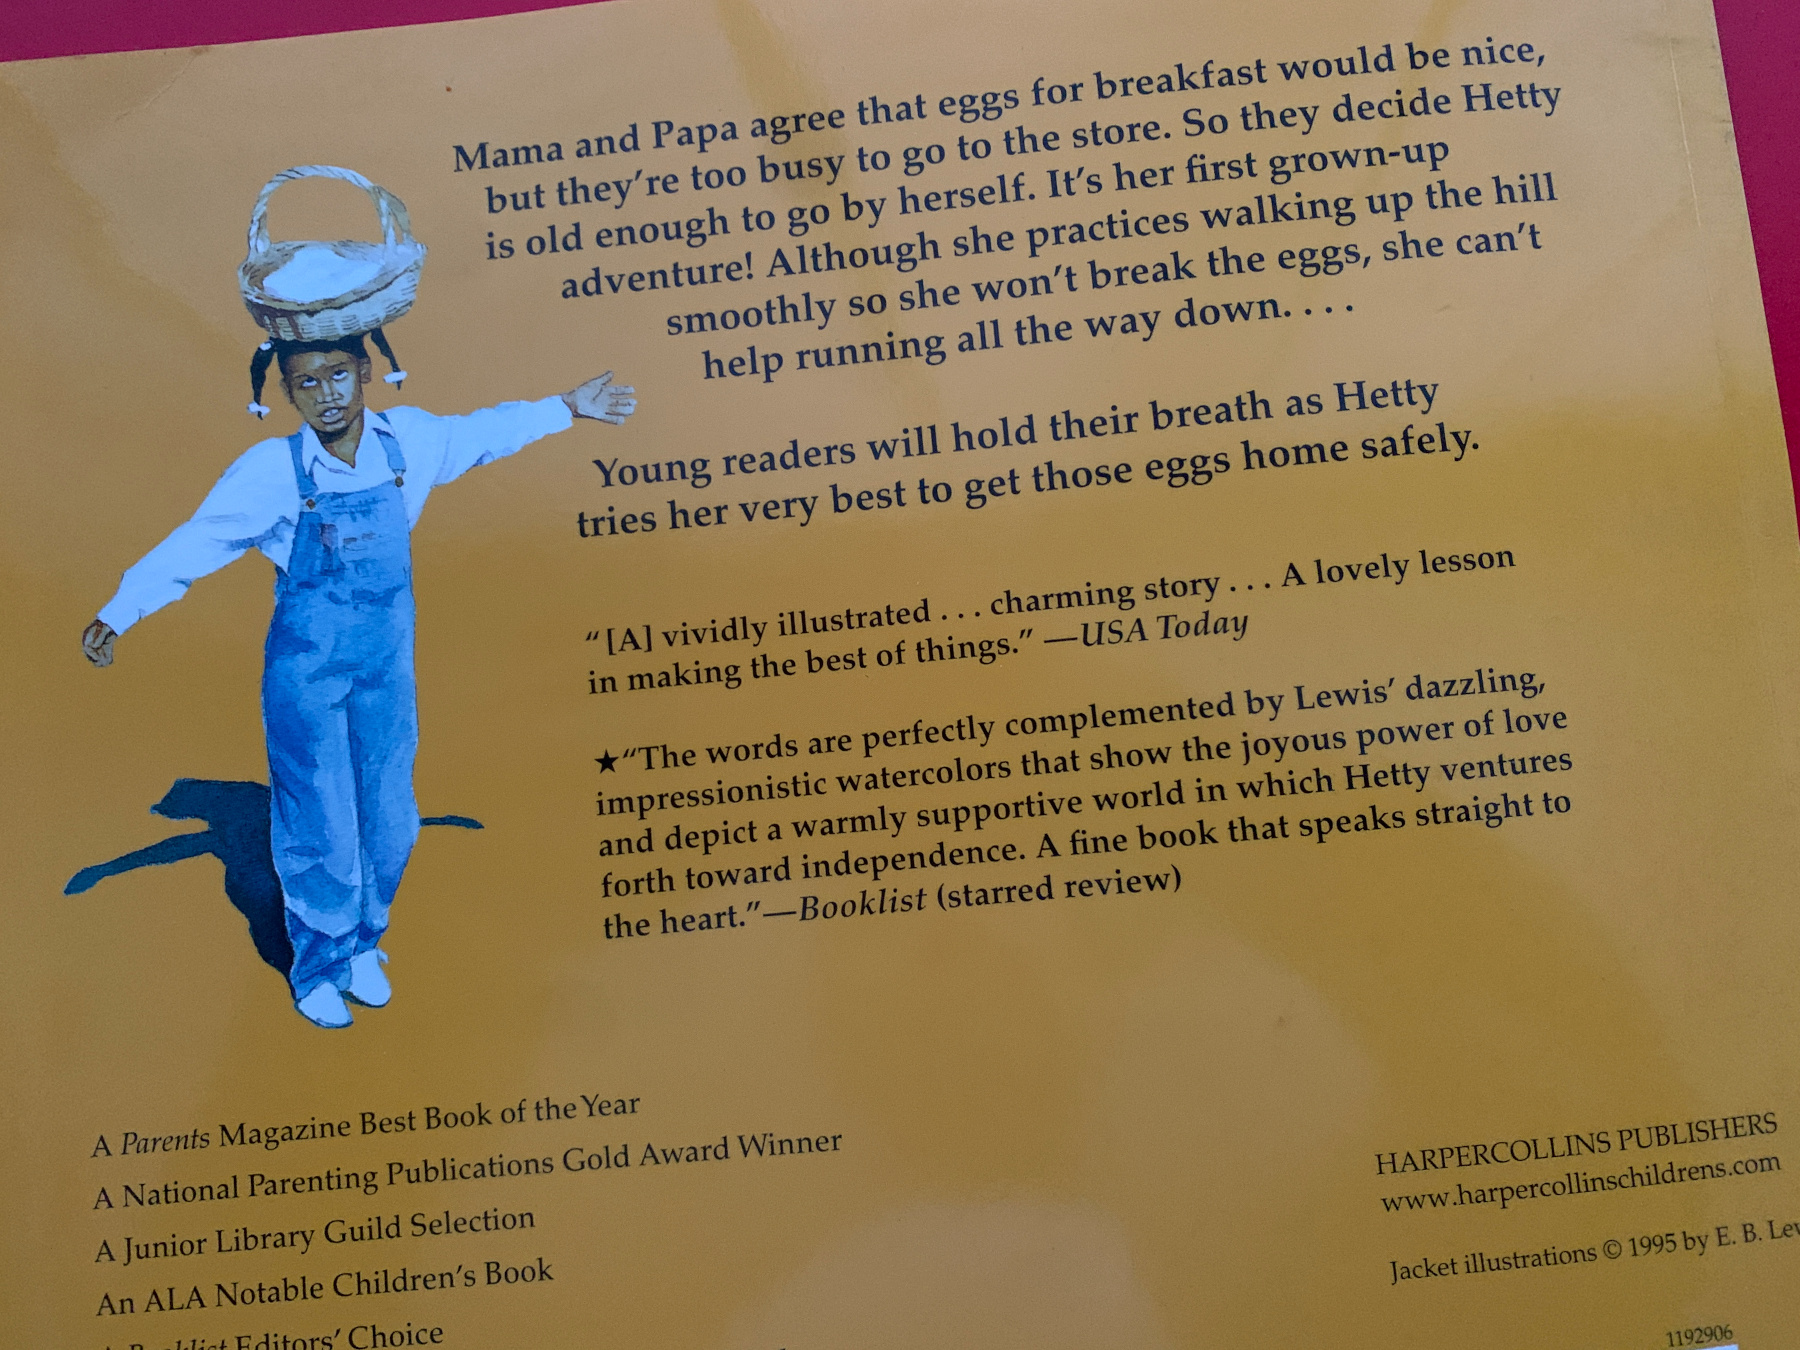 Mama and Papa agree that eggs for breakfast would be nice,
but they're too busy to go to the store. So they decide Hetty
is old enough to go by herself. It's her first grown-up
adventure! Although she practices walking up the hill
smoothly so she won't break the eggs, she can't
help running all the way down. . . .
Young readers will hold their breath as Hetty
tries her very best to get those eggs home safely.
“[A] vividly illustrated . . . charming story . . . A lovely lesson
in making the best of things.” —USA Today
★“The words are perfectly complemented by Lewis’ dazzling,
impressionistic watercolors that show the joyous power of love
and depict a warmly supportive world in which Hetty ventures
forth toward independence. A fine book that speaks straight to
the heart.”—Booklist (starred review)
A Parents Magazine Best Book of the Year
A National Parenting Publications Gold Award Winner
A Junior Library Guild Selection
An ALA Notable Children’s Book
Editors’ Choice
HARPERCOLLINS PUBLISHERS
www.harpercollinschildrens.com
Jacket illustrations © 1995 by E. B.
1192906